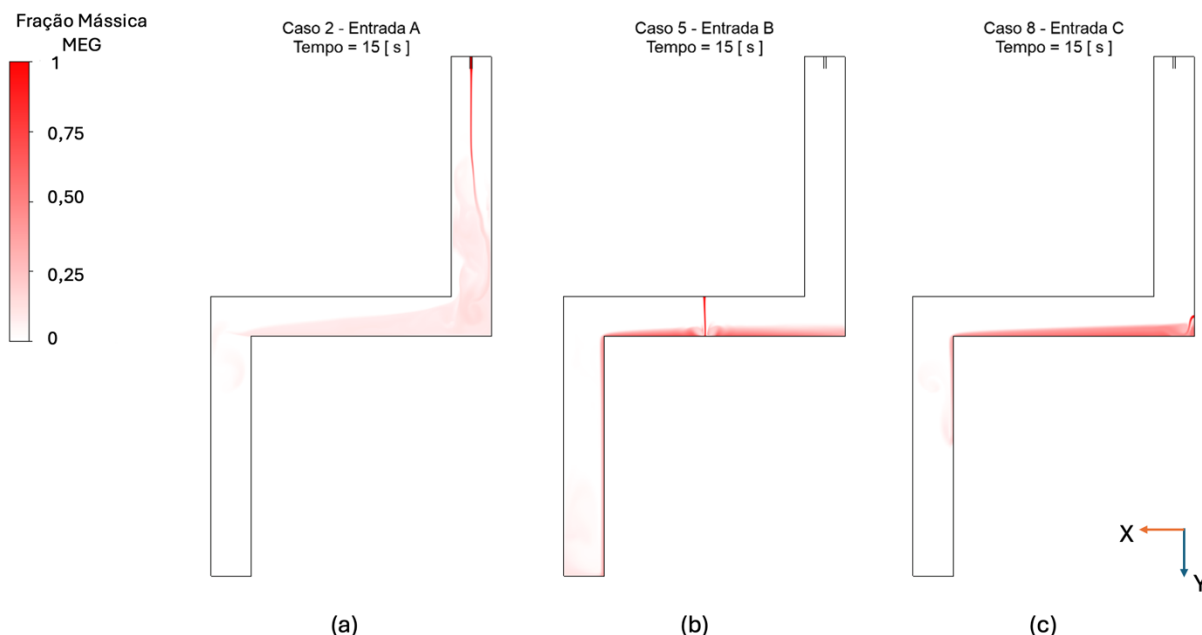 Fração Mássica
MEG
1
0,75
0,50
0,25
0
Caso 2 - Entrada A
Tempo = 15 [ s ]
Caso 5 - Entrada B
Tempo = 15 [ s ]
Caso 8 - Entrada C
Tempo = 15 [ s ]
X
Y
(a)
(b)
(c)